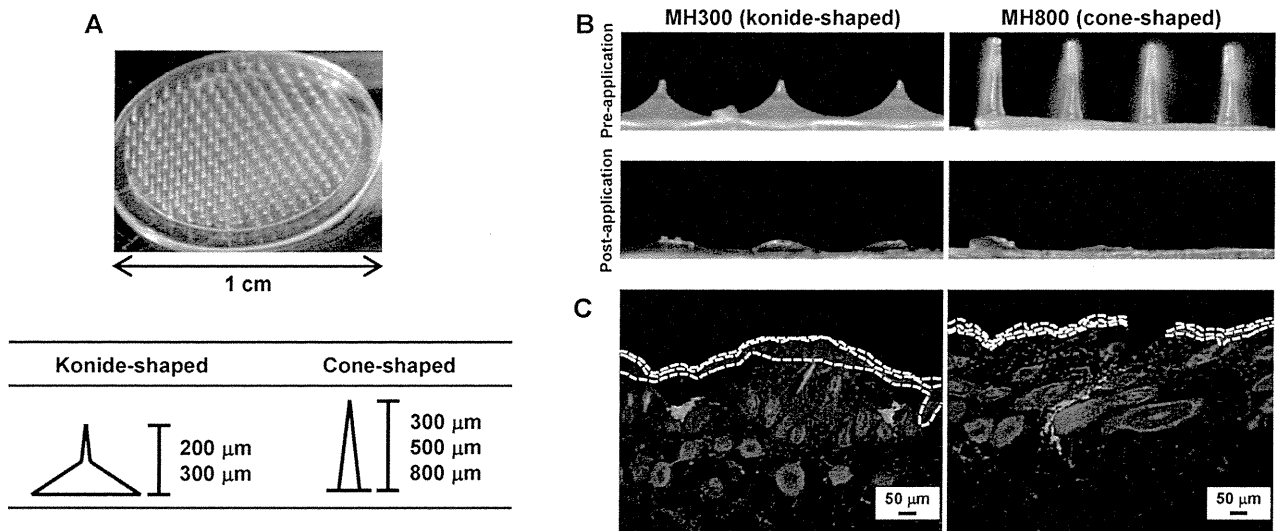 A
1 cm
Konide-shaped Cone-shaped
200 μm
300 μm
300 μm
500 μm
800 μm
B
MH300 (konide-shaped) MH800 (cone-shaped)
Pre-application
Post-application
C
50 μm 50 μm